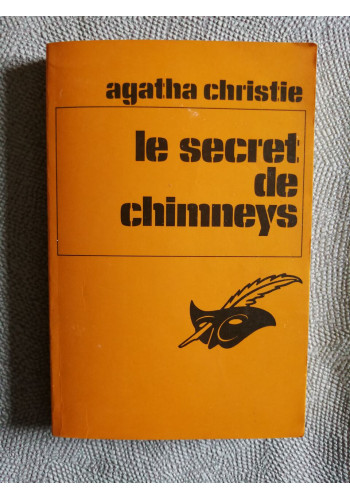 agatha christie
le secret
de
chimneys